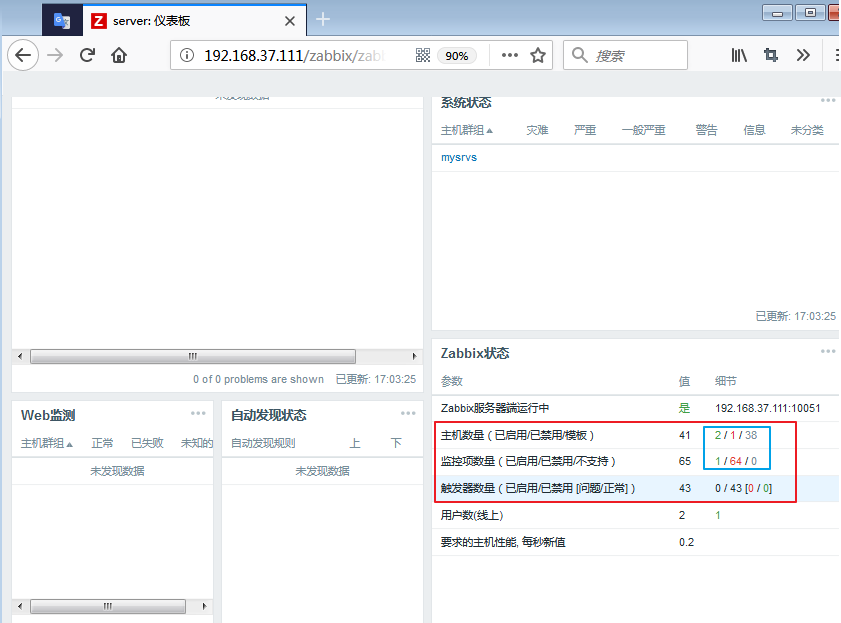 server: 仪表板
192.168.37.111/zabbix/zab
90%
搜索
未发现数据
0 of 0 problems are shown 已更新: 17:03:25
系统状态
主机群组 灾难 严重 一般严重 警告 信息 未分类
mysrvs
已更新: 17:03:25
Web监测
主机群组 正常 已失败 未知的
未发现数据
自动发现状态
自动发现规则 上 下
未发现数据
Zabbix状态
参数 值 细节
Zabbix服务器端运行中 是 192.168.37.111:10051
主机数量（已启用/已禁用/模板） 41 2 / 1 / 38
监控项数量（已启用/已禁用/不支持） 65 1 / 64 / 0
触发器数量（已启用/已禁用 [问题/正常]） 43 0 / 43 [0 / 0]
用户数(线上) 2 1
要求的主机性能, 每秒新值 0.2